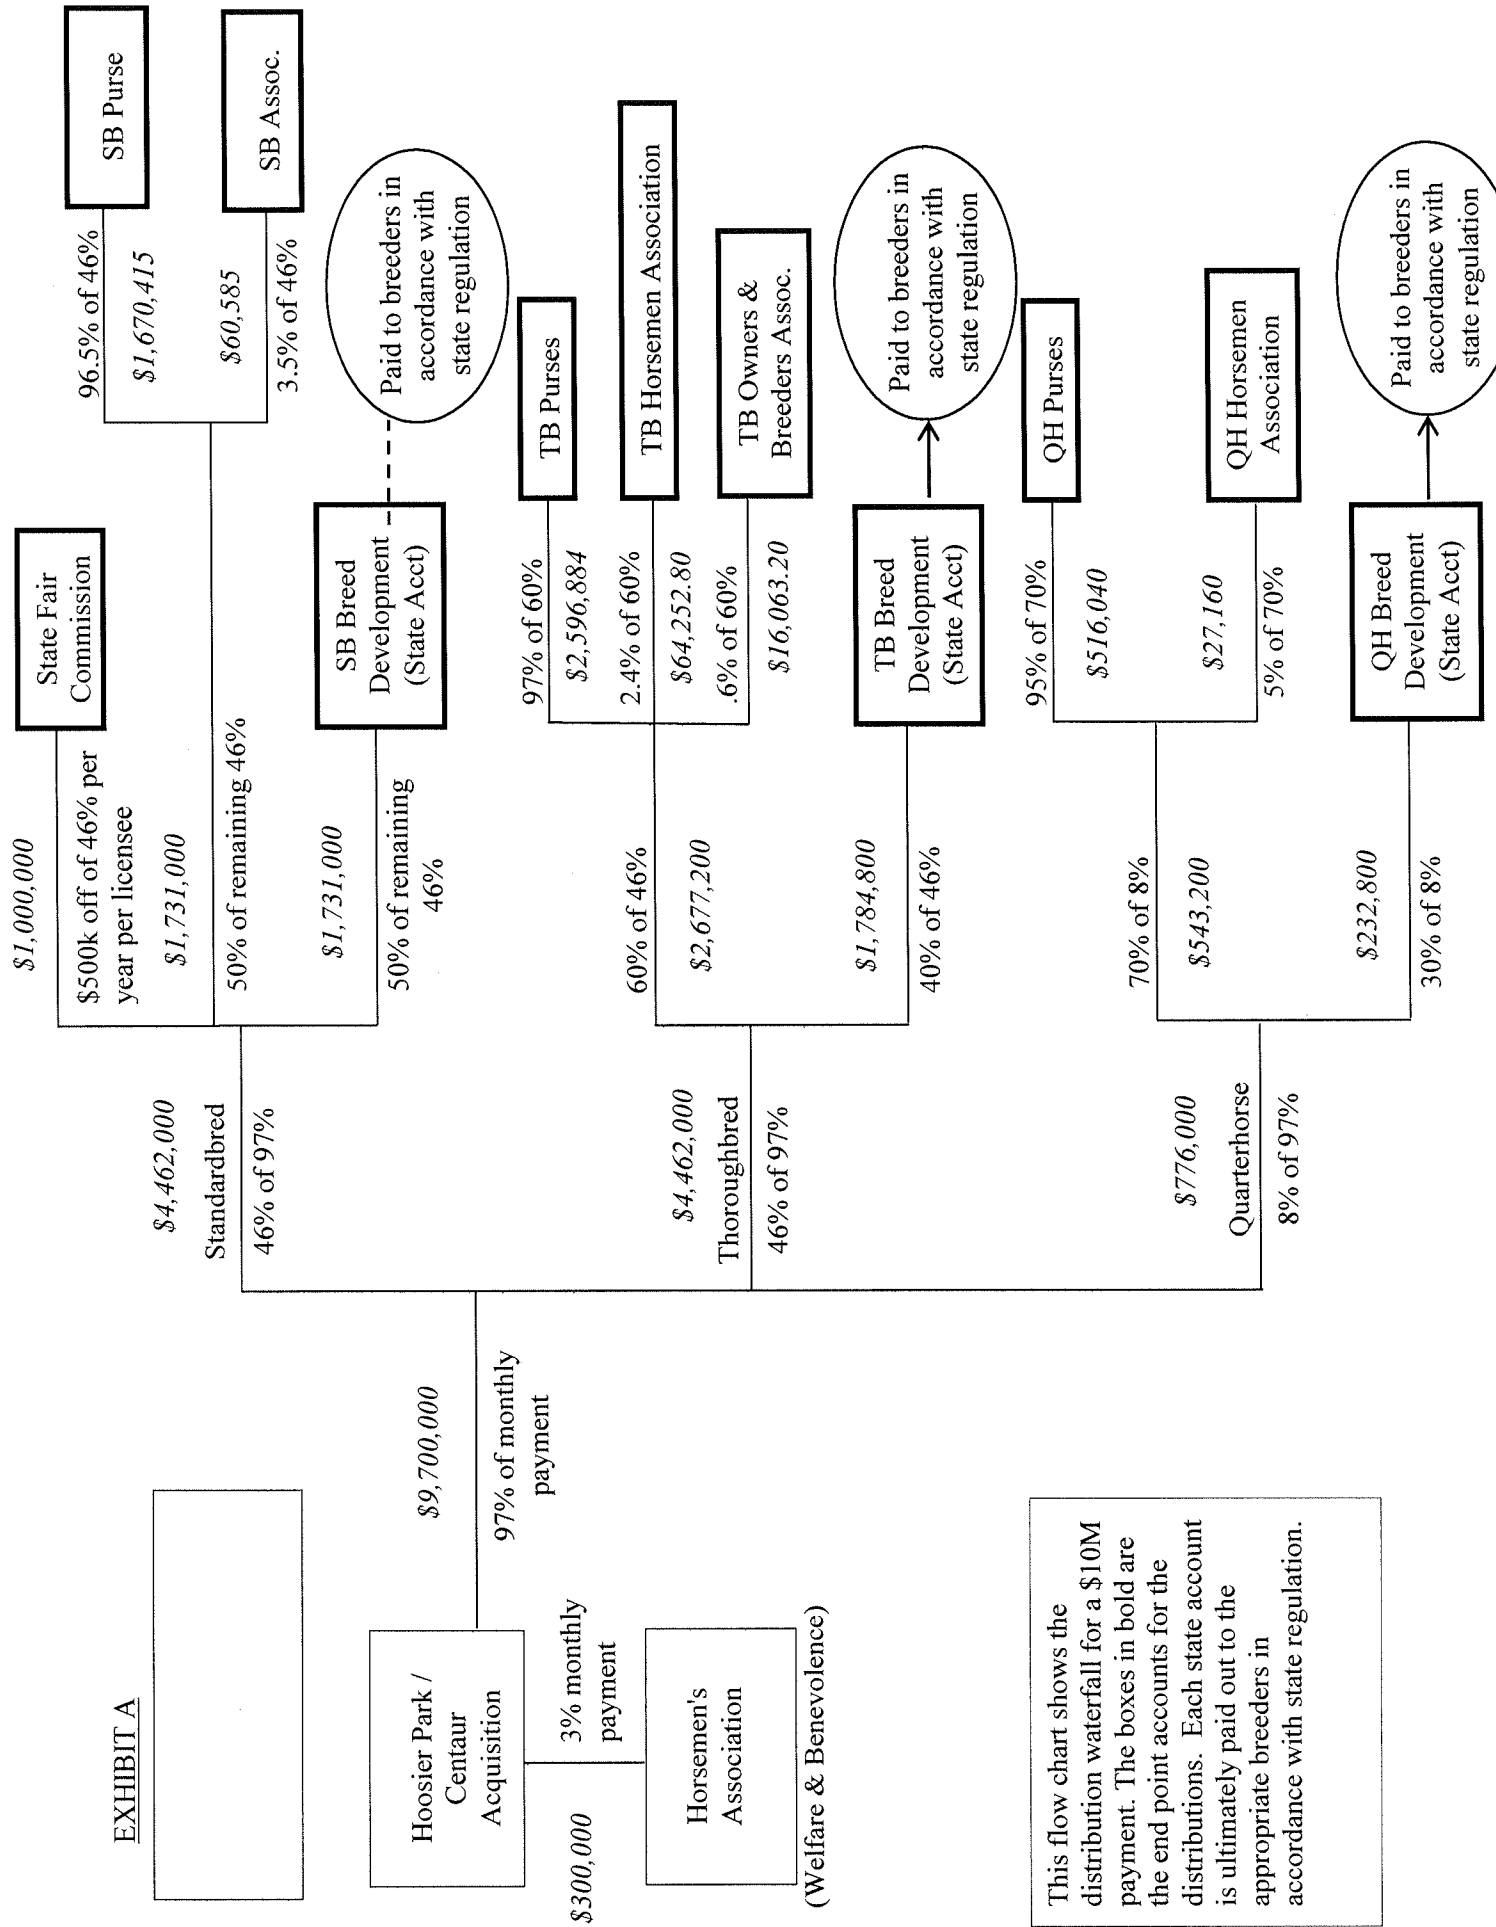 EXHIBIT A
Hoosier Park /
Centaur
Acquisition
$300,000
3% monthly
payment
Horsemen's
Association
(Welfare & Benevolence)
$9,700,000
97% of monthly
payment
This flow chart shows the
distribution waterfall for a $10M
payment. The boxes in bold are
the end point accounts for the
distributions. Each state account
is ultimately paid out to the
appropriate breeders in
accordance with state regulation.
$4,462,000
Standardbred
46% of 97%
$1,000,000
$500k off of 46% per
year per licensee
State Fair
Commission
$1,731,000
50% of remaining 46%
96.5% of 46%
$1,670,415
SB Purse
$60,585
3.5% of 46%
SB Assoc.
$1,731,000
50% of remaining
46%
SB Breed
Development
(State Acct)
Paid to breeders in
accordance with
state regulation
$4,462,000
Thoroughbred
46% of 97%
60% of 46%
$2,677,200
97% of 60%
$2,596,884
TB Purses
2.4% of 60%
$64,252.80
TB Horsemen Association
.6% of 60%
$16,063.20
TB Owners &
Breeders Assoc.
$1,784,800
40% of 46%
TB Breed
Development
(State Acct)
Paid to breeders in
accordance with
state regulation
$776,000
Quarterhorse
8% of 97%
70% of 8%
$543,200
95% of 70%
$516,040
QH Purses
$27,160
5% of 70%
QH Horsemen
Association
$232,800
30% of 8%
QH Breed
Development
(State Acct)
Paid to breeders in
accordance with
state regulation